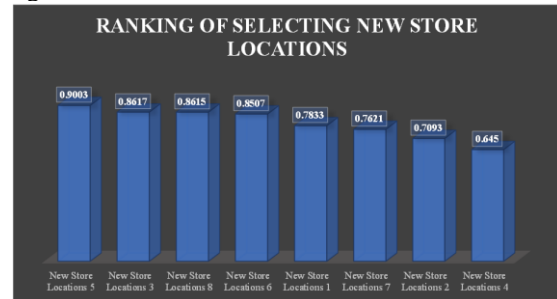 RANKING OF SELECTING NEW STORE
LOCATIONS
0.9003
0.8617
0.8615
0.8507
0.7833
0.7621
0.7093
0.645
New Store
Locations 5
New Store
Locations 3
New Store
Locations 8
New Store
Locations 6
New Store
Locations 1
New Store
Locations 7
New Store
Locations 2
New Store
Locations 4